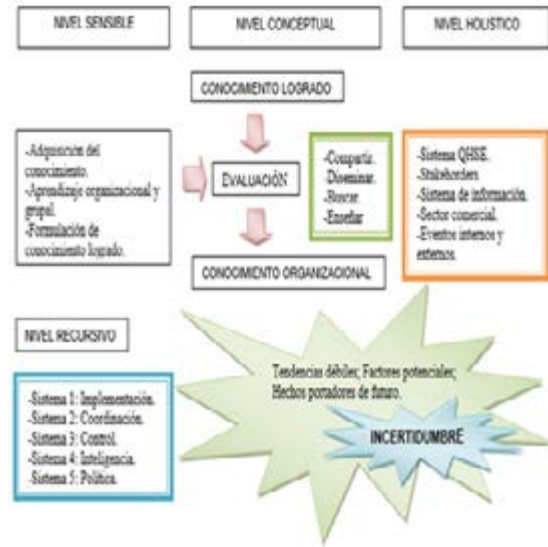 NIVEL SENSIBLE
NIVEL CONCEPTUAL
NIVEL HOLISTICO
CONOCIMIENTO LOGRADO
-Adquisición del
conocimiento.
-Aprendizaje organizacional y
grupal.
-Formulación de
conocimiento logrado.
EVALUACIÓN
-Compartir.
-Diseminar.
-Buscar.
-Enseñar
-Sistema QHSE.
-Stakehorders
-Sistema de información.
-Sector comercial.
-Eventos internos y
externos.
CONOCIMIENTO ORGANIZACIONAL
NIVEL RECURSIVO
-Sistema 1: Implementación.
-Sistema 2: Coordinación.
-Sistema 3: Control.
-Sistema 4: Inteligencia.
-Sistema 5: Política.
Tendencias débiles; Factores potenciales;
Hechos portadores de futuro.
INCERTIDUMBRE